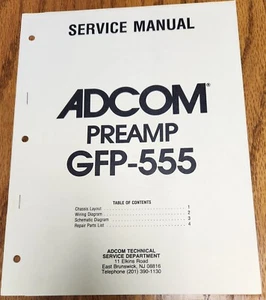 SERVICE MANUAL
ADCOM®
PREAMP
GFP-555
TABLE OF CONTENTS
Chassis Layout 1
Wiring Diagram 2
Schematic Diagram 3
Repair Parts List 4
ADCOM TECHNICAL
SERVICE DEPARTMENT
11 Elkins Road
East Brunswick, NJ 08816
Telephone (201) 390-1130